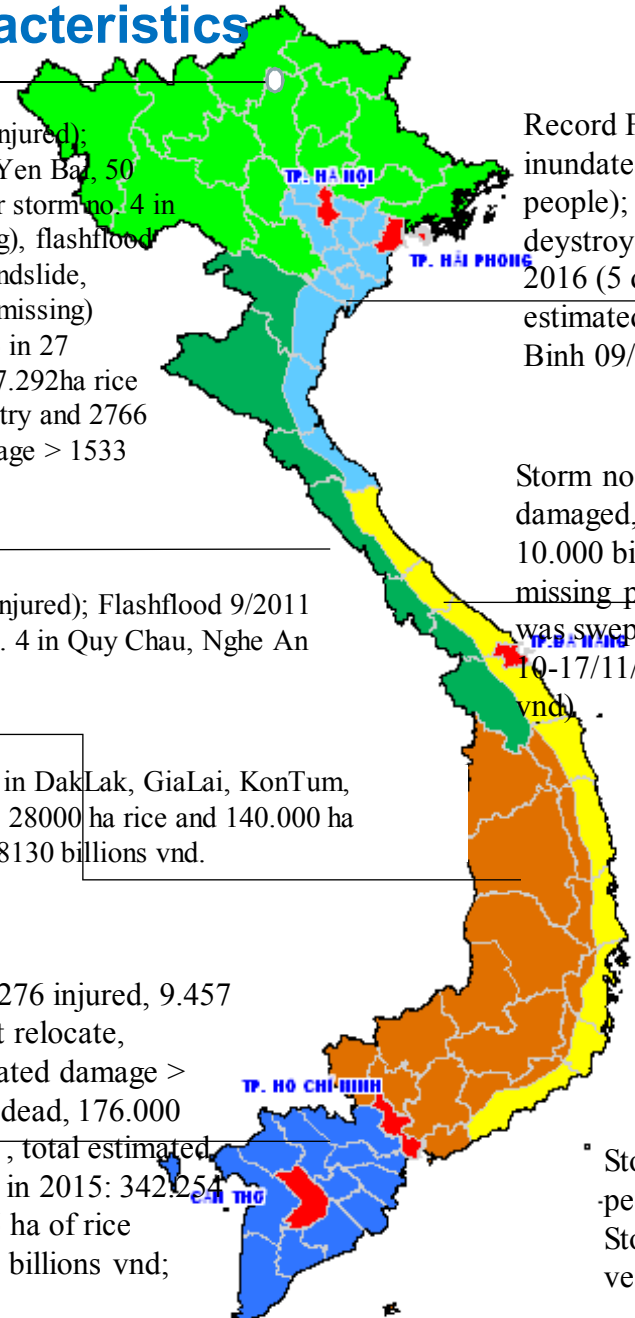 acteristics
njured);
Yen Bai, 50
r storm no. 4 in
g), flashflood
ndslide,
missing)
in 27
7.292ha rice
try and 2766
age > 1533
TP. HÀ NỘI
TP. HẢI PHONG
Record F
inundate
people);
deystroy
2016 (5 d
estimated
Binh 09/
Storm no
damaged,
10.000 bi
missing p
was swep
10-17/11/
vnd)
TP.ĐÀ NẴNG
njured); Flashflood 9/2011
. 4 in Quy Chau, Nghe An
in DakLak, GiaLai, KonTum,
28000 ha rice and 140.000 ha
8130 billions vnd.
276 injured, 9.457
t relocate,
ated damage >
dead, 176.000
, total estimated
in 2015: 342.254
ha of rice
billions vnd;
TP. HO CHI MINH
CẦN THƠ
Sto
pe
Sto
ve